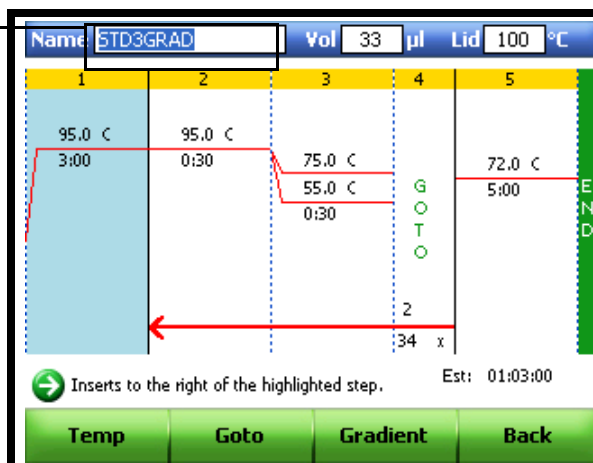 Name STD3GRAD Vol 33 µl Lid 100 °C
1 2 3 4 5
95.0 C 95.0 C
3:00 0:30 75.0 C 72.0 C
55.0 C 5:00
0:30
GOTO
END
2
34 x
Inserts to the right of the highlighted step. Est: 01:03:00
Temp Goto Gradient Back